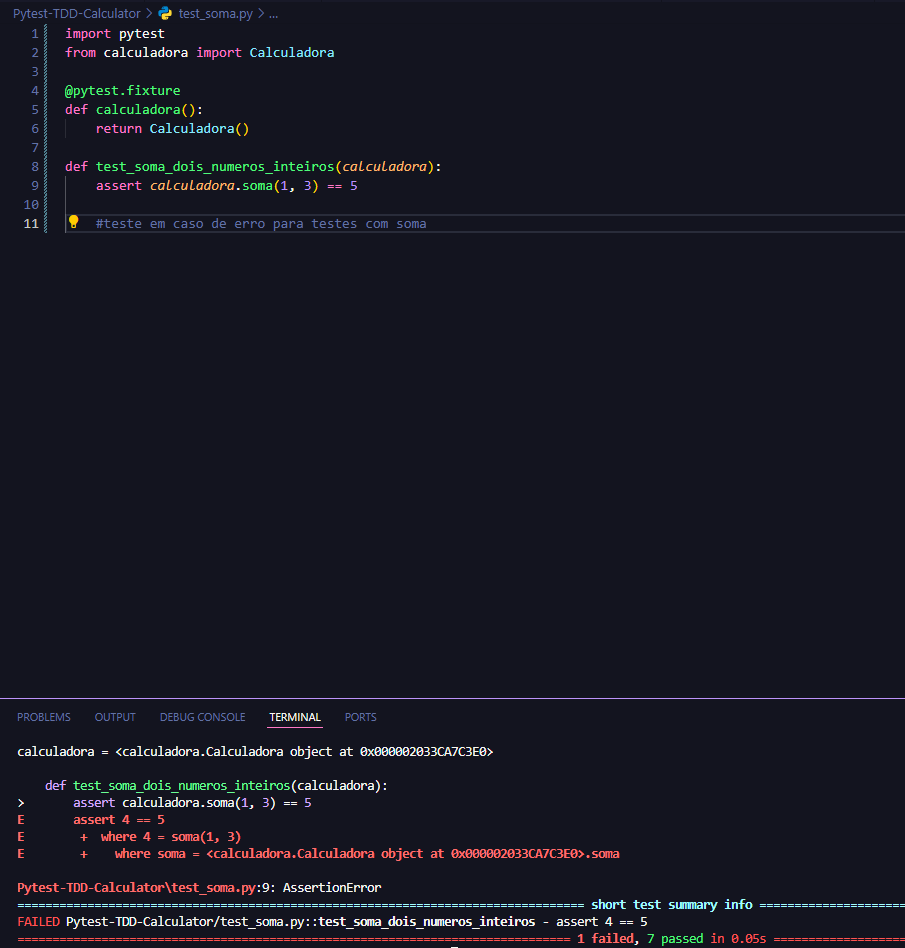 Pytest-TDD-Calculator > test_soma.py > ...
1 import pytest
2 from calculadora import Calculadora
3
4 @pytest.fixture
5 def calculadora():
6     return Calculadora()
7
8 def test_soma_dois_numeros_inteiros(calculadora):
9     assert calculadora.soma(1, 3) == 5
10
11     #teste em caso de erro para testes com soma
PROBLEMS OUTPUT DEBUG CONSOLE TERMINAL PORTS
calculadora = <calculadora.Calculadora object at 0x000002033CA7C3E0>
    def test_soma_dois_numeros_inteiros(calculadora):
>       assert calculadora.soma(1, 3) == 5
E       assert 4 == 5
E        +  where 4 = soma(1, 3)
E        +    where soma = <calculadora.Calculadora object at 0x000002033CA7C3E0>.soma
Pytest-TDD-Calculator\test_soma.py:9: AssertionError
================ short test summary info ================
FAILED Pytest-TDD-Calculator/test_soma.py::test_soma_dois_numeros_inteiros - assert 4 == 5
================ 1 failed, 7 passed in 0.05s ================